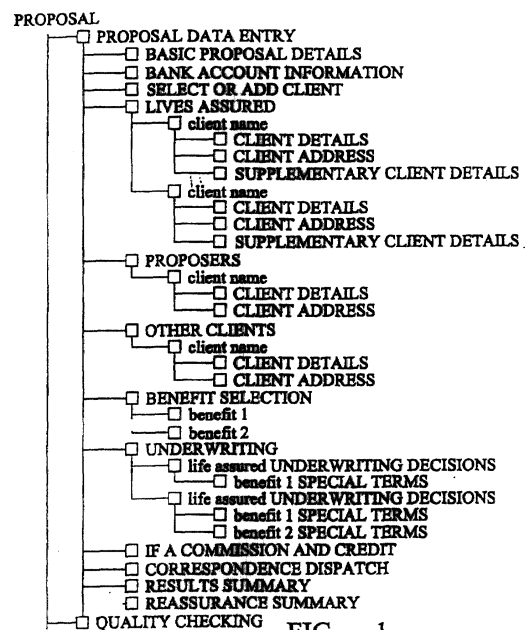 PROPOSAL
PROPOSAL DATA ENTRY
BASIC PROPOSAL DETAILS
BANK ACCOUNT INFORMATION
SELECT OR ADD CLIENT
LIVES ASSURED
client name
CLIENT DETAILS
CLIENT ADDRESS
SUPPLEMENTARY CLIENT DETAILS
client name
CLIENT DETAILS
CLIENT ADDRESS
SUPPLEMENTARY CLIENT DETAILS
PROPOSERS
client name
CLIENT DETAILS
CLIENT ADDRESS
OTHER CLIENTS
client name
CLIENT DETAILS
CLIENT ADDRESS
BENEFIT SELECTION
benefit 1
benefit 2
UNDERWRITING
life assured UNDERWRITING DECISIONS
benefit 1 SPECIAL TERMS
life assured UNDERWRITING DECISIONS
benefit 1 SPECIAL TERMS
benefit 2 SPECIAL TERMS
IF A COMMISSION AND CREDIT
CORRESPONDENCE DISPATCH
RESULTS SUMMARY
REASSURANCE SUMMARY
QUALITY CHECKING